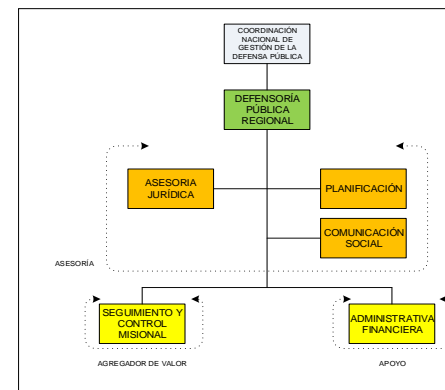 COORDINACIÓN
NACIONAL DE
GESTIÓN DE LA
DEFENSA PÚBLICA
DEFENSORÍA
PÚBLICA
REGIONAL
ASESORIA
JURÍDICA
PLANIFICACIÓN
COMUNICACIÓN
SOCIAL
ASESORÍA
SEGUIMIENTO Y
CONTROL
MISIONAL
ADMINISTRATIVA
FINANCIERA
AGREGADOR DE VALOR
APOYO